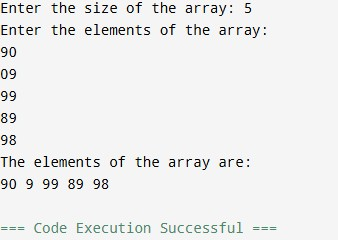 Enter the size of the array: 5
Enter the elements of the array:
90
09
99
89
98
The elements of the array are:
90 9 99 89 98
=== Code Execution Successful ===